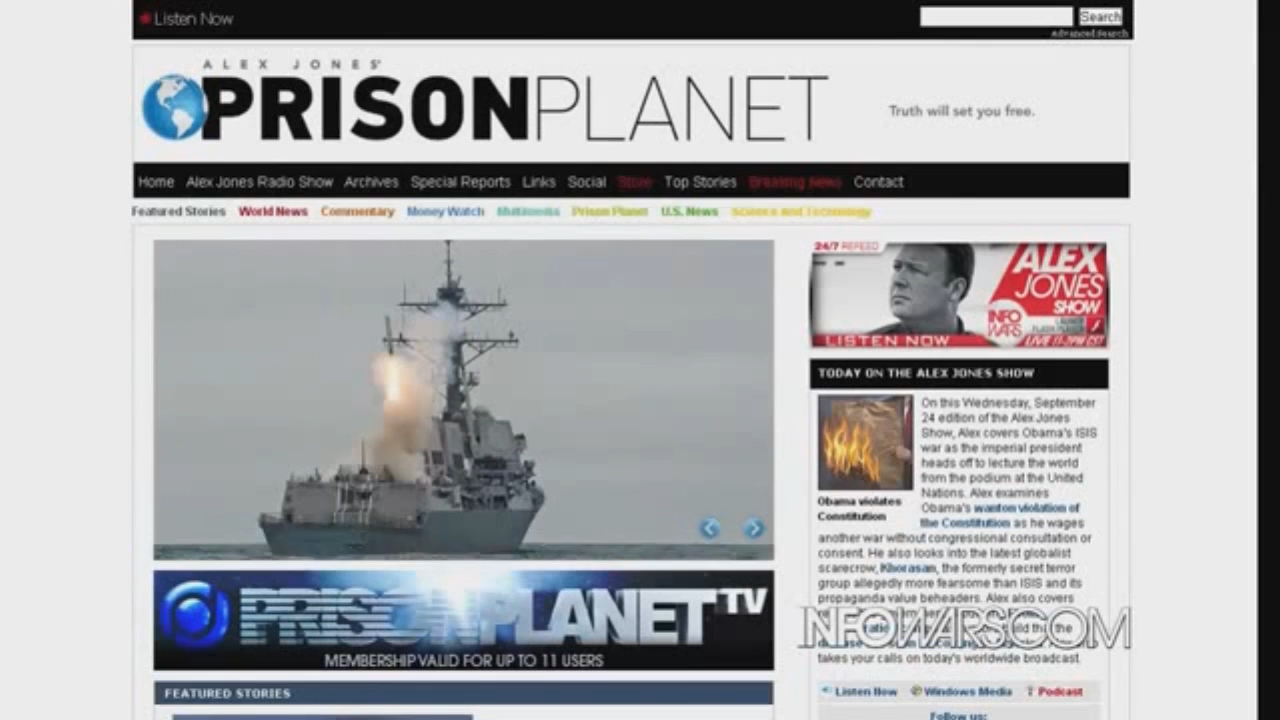 Listen Now
Search
Advanced Search
ALEX JONES'
PRISONPLANET
Truth will set you free.
Home Alex Jones Radio Show Archives Special Reports Links Social Store Top Stories Breaking News Contact
Featured Stories World News Commentary Money Watch Multimedia Prison Planet U.S. News Science And Technology
24/7 REFEED
ALEX
JONES
SHOW
INFO
WARS
LISTEN NOW
LIVE 11-2PM CST
TODAY ON THE ALEX JONES SHOW
On this Wednesday, September
24 edition of the Alex Jones
Show, Alex covers Obama's ISIS
war as the imperial president
heads off to lecture the world
from the podium at the United
Nations. Alex examines
Obama's wanton violation of
the Constitution as he wages
Obama violates
Constitution
another war without congressional consultation or
consent. He also looks into the latest globalist
scarecrow, Khorasan, the formerly secret terror
group allegedly more fearsome than ISIS and its
propaganda value beheaders. Alex also covers
INFOWARS.COM
the
takes your calls on today's worldwide broadcast.
Listen Now Windows Media Podcast
Follow us:
PRISONPLANET TV
MEMBERSHIP VALID FOR UP TO 11 USERS
FEATURED STORIES